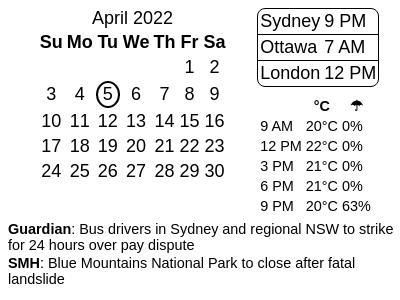 April 2022
Su Mo Tu We Th Fr Sa
1 2
3 4 5 6 7 8 9
10 11 12 13 14 15 16
17 18 19 20 21 22 23
24 25 26 27 28 29 30
Sydney 9 PM
Ottawa 7 AM
London 12 PM
°C ☂
9 AM 20°C 0%
12 PM 22°C 0%
3 PM 21°C 0%
6 PM 21°C 0%
9 PM 20°C 63%
Guardian: Bus drivers in Sydney and regional NSW to strike
for 24 hours over pay dispute
SMH: Blue Mountains National Park to close after fatal
landslide